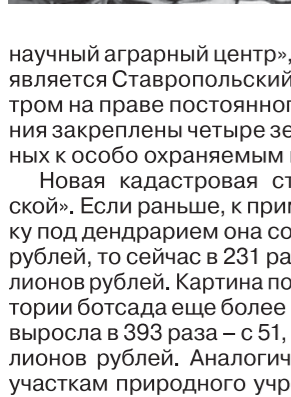 научный аграрный центр»,
является Ставропольский
тром на праве постоянног
ния закреплены четыре зе
ных к особо охраняемым
Новая кадастровая ст
ской». Если раньше, к прим
ку под дендрарием она со
рублей, то сейчас в 231 ра
лионов рублей. Картина по
тории ботсада еще более
выросла в 393 раза – с 51,
лионов рублей. Аналогич
участкам природного учр